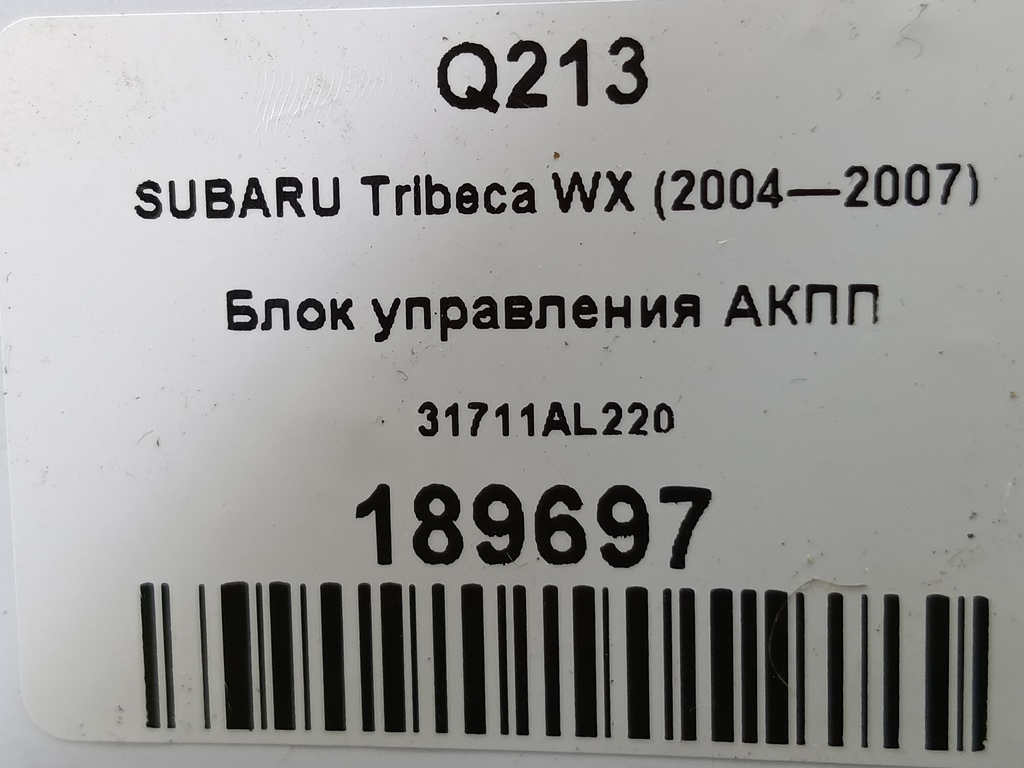 Q213
SUBARU Tribeca WX (2004—2007)
Блок управления АКПП
31711AL220
189697